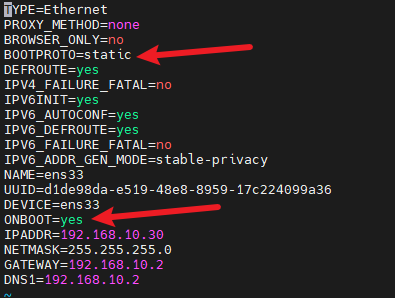 TYPE=Ethernet
PROXY_METHOD=none
BROWSER_ONLY=no
BOOTPROTO=static
DEFROUTE=yes
IPV4_FAILURE_FATAL=no
IPV6INIT=yes
IPV6_AUTOCONF=yes
IPV6_DEFROUTE=yes
IPV6_FAILURE_FATAL=no
IPV6_ADDR_GEN_MODE=stable-privacy
NAME=ens33
UUID=d1de98da-e519-48e8-8959-17c224099a36
DEVICE=ens33
ONBOOT=yes
IPADDR=192.168.10.30
NETMASK=255.255.255.0
GATEWAY=192.168.10.2
DNS1=192.168.10.2
~